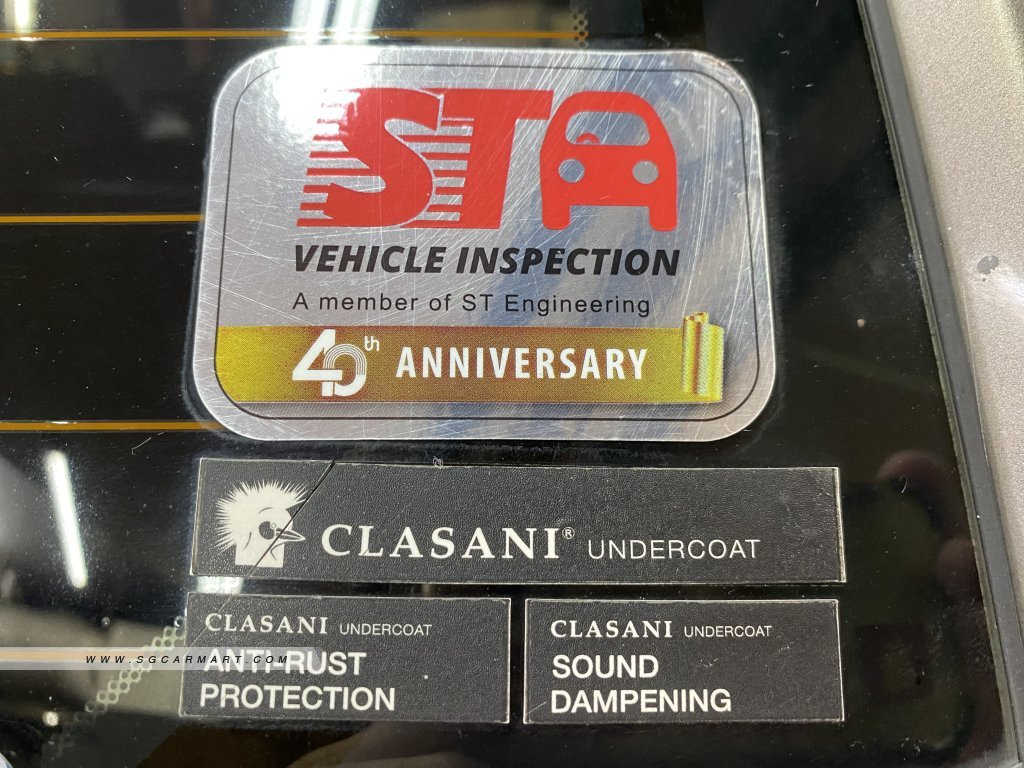 STA
VEHICLE INSPECTION
A member of ST Engineering
40th ANNIVERSARY
CLASANI® UNDERCOAT
CLASANI UNDERCOAT
ANTI-RUST
PROTECTION
CLASANI UNDERCOAT
SOUND
DAMPENING
WWW.SGCARMART.COM